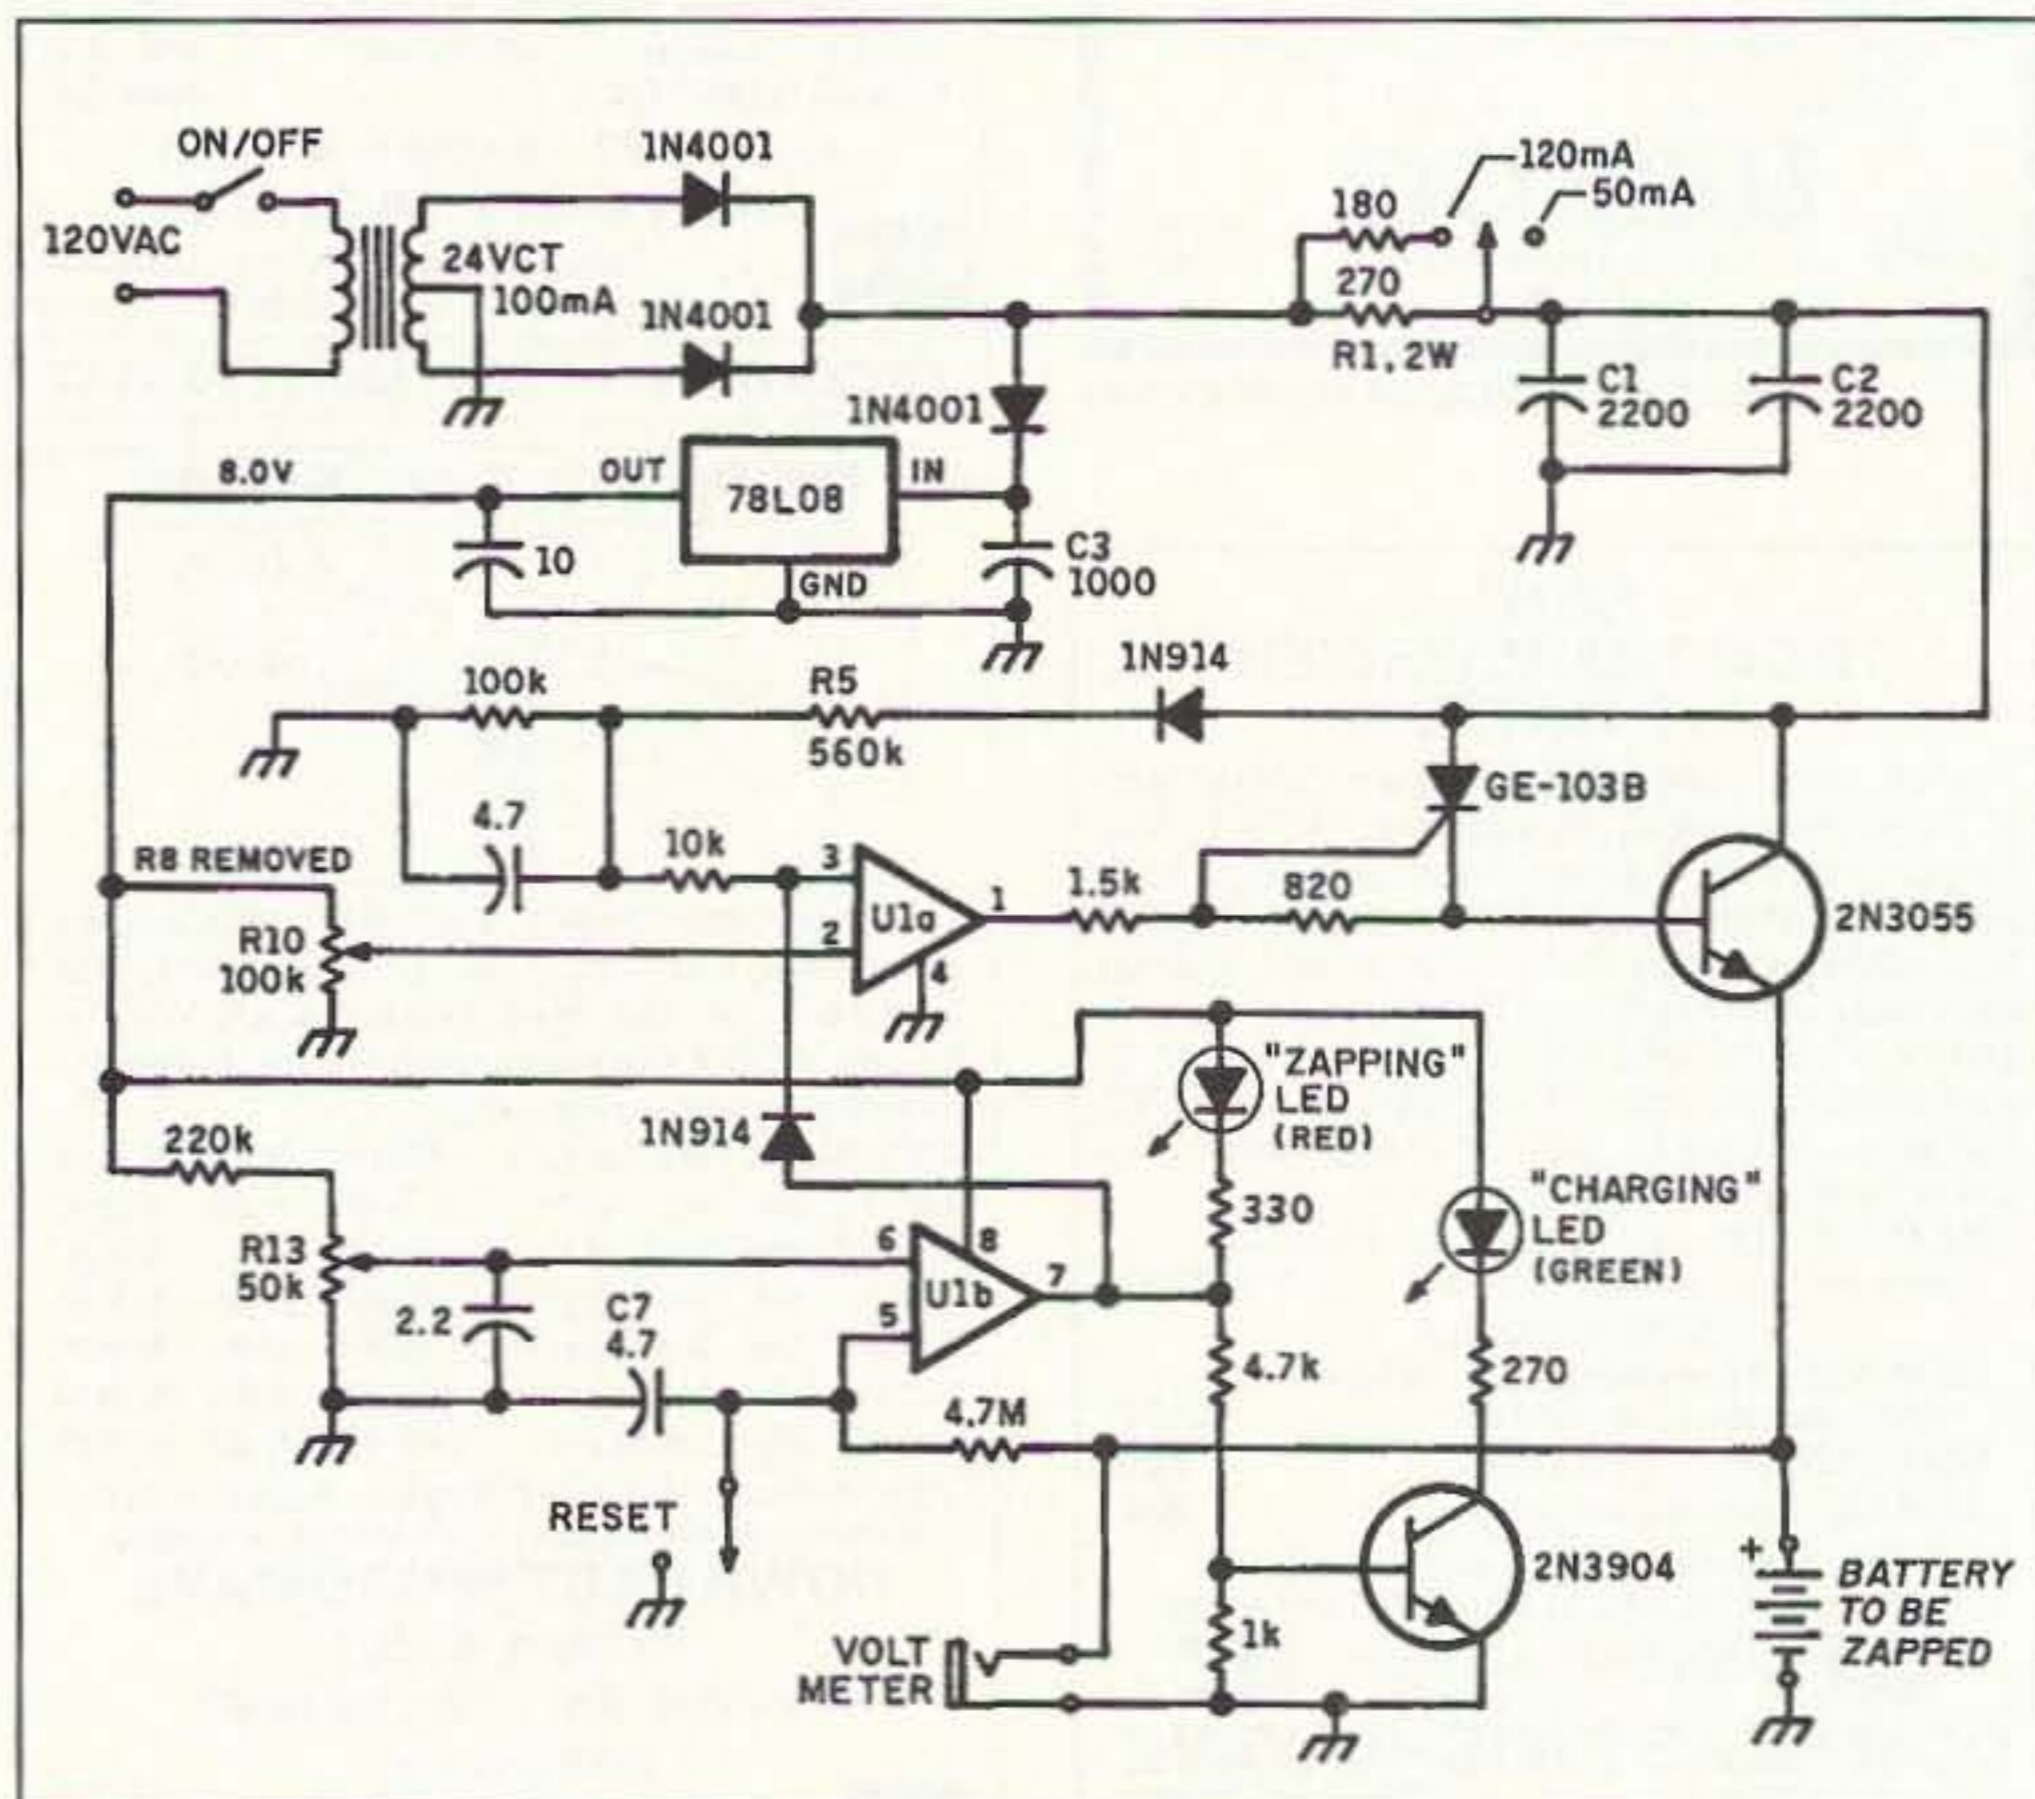 ON/OFF
120VAC
24VCT
100mA
1N4001
1N4001
180
120mA
50mA
270
R1, 2W
C1
2200
C2
2200
1N4001
8.0V
OUT
78L08
IN
GND
10
C3
1000
100k
R5
560k
1N914
GE-103B
4.7
10k
R8 REMOVED
R10
100k
3
2
U1a
1
4
1.5k
820
2N3055
220k
1N914
"ZAPPING"
LED
(RED)
330
"CHARGING"
LED
(GREEN)
270
R13
50k
2.2
C7
4.7
6
5
U1b
8
7
4.7k
4.7M
RESET
2N3904
1k
VOLT
METER
+
BATTERY
TO BE
ZAPPED